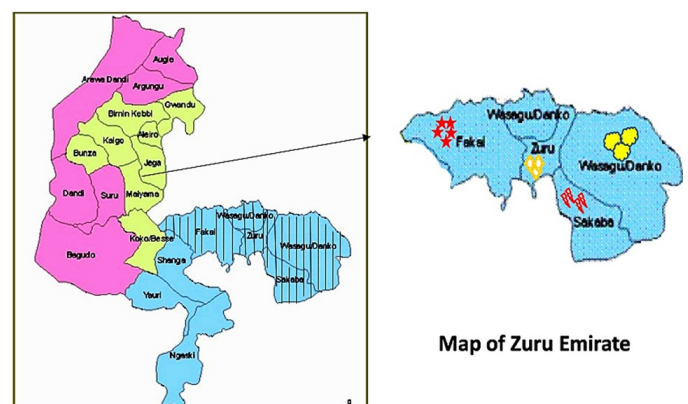 Augie
Arewa Dandi
Argungu
Gwandu
Birnin Kebbi
Aleiro
Kalgo
Bunza
Jega
Dandi
Suru
Maiyama
Koko/Besse
Fakai
Wasagu/Danko
Zuru
Wasagu/Danko
Bagudo
Shanga
Sakaba
Yauri
Ngaski
Wasagu/Danko
Fakai
Zuru
Wasagu/Danko
Sakaba
Map of Zuru Emirate